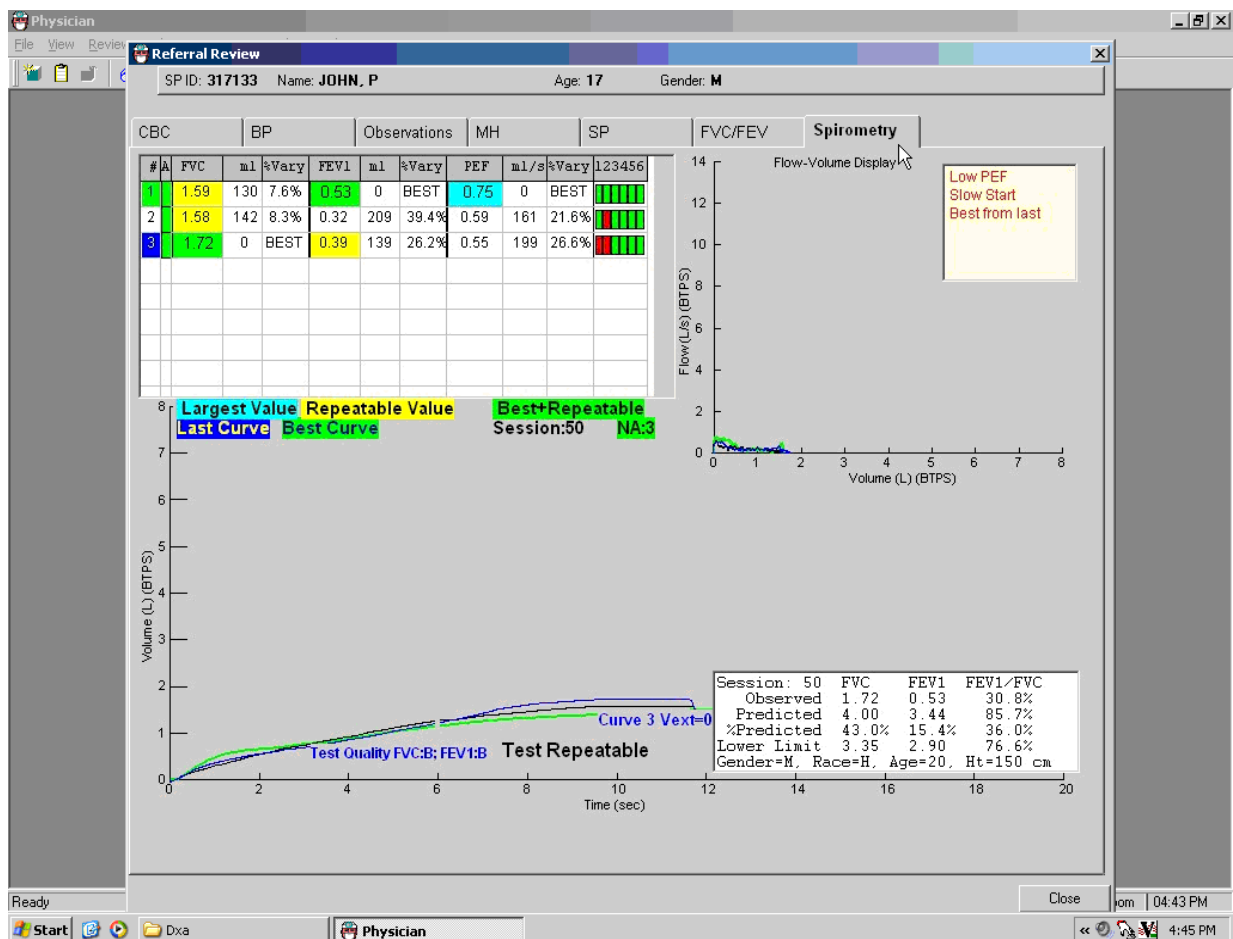 Physician
File View Review
Referral Review
SP ID: 317133 Name: JOHN, P Age: 17 Gender: M
CBC BP Observations MH SP FVC/FEV Spirometry
# A FVC ml %Vary FEV1 ml %Vary PEF ml/s %Vary 123456
1 1.59 130 7.6% 0.53 0 BEST 0.75 0 BEST
2 1.58 142 8.3% 0.32 209 39.4% 0.59 161 21.6%
3 1.72 0 BEST 0.39 139 26.2% 0.55 199 26.6%
Flow-Volume Display
Low PEF
Slow Start
Best from last
14
12
10
8
6
4
2
0
Flow(L/s) (BTPS)
0 1 2 3 4 5 6 7 8
Volume (L) (BTPS)
Largest Value Repeatable Value Best+Repeatable
Last Curve Best Curve Session:50 NA:3
8
7
6
5
4
3
2
1
0
Volume (L) (BTPS)
Curve 3 Vext=0
Test Quality FVC:B; FEV1:B Test Repeatable
Session: 50 FVC FEV1 FEV1/FVC
Observed 1.72 0.53 30.8%
Predicted 4.00 3.44 85.7%
%Predicted 43.0% 15.4% 36.0%
Lower Limit 3.35 2.90 76.6%
Gender=M, Race=H, Age=20, Ht=150 cm
0 2 4 6 8 10 12 14 16 18 20
Time (sec)
Close
Ready 04:43 PM
Start Dxa Physician 4:45 PM